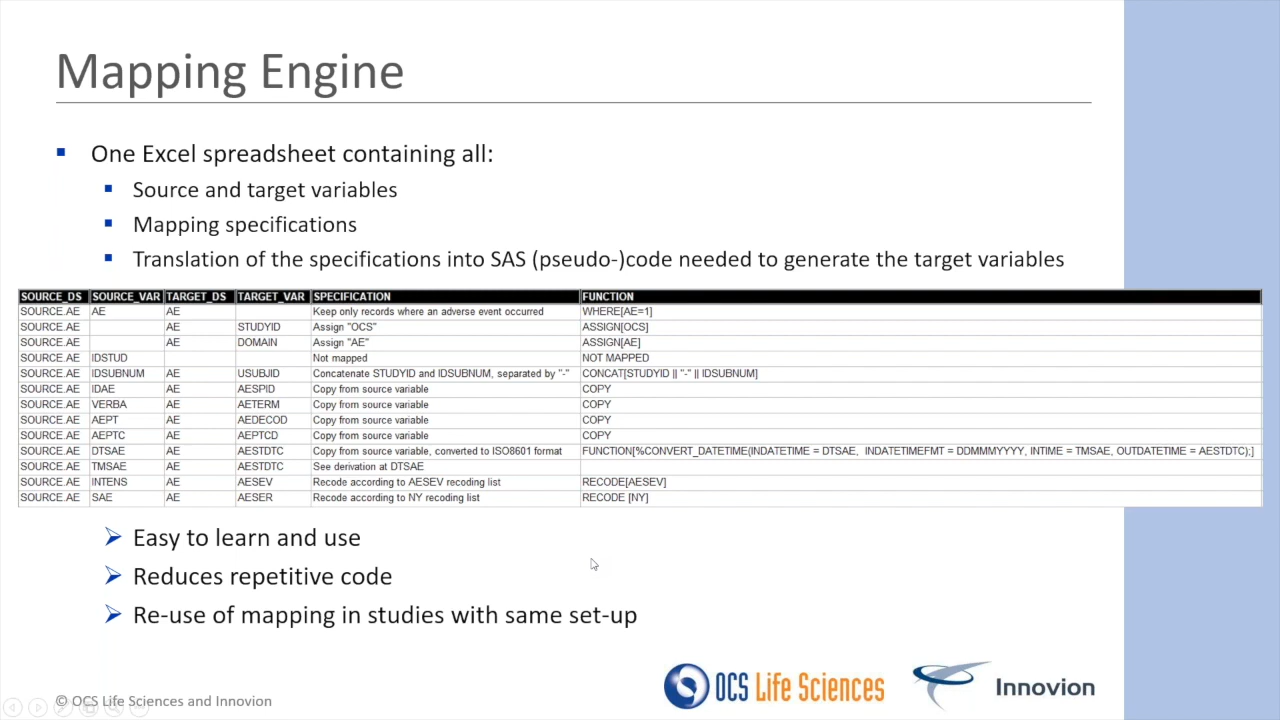 Mapping Engine
One Excel spreadsheet containing all:
Source and target variables
Mapping specifications
Translation of the specifications into SAS (pseudo-)code needed to generate the target variables
SOURCE_DS SOURCE_VAR TARGET_DS TARGET_VAR SPECIFICATION FUNCTION
SOURCE.AE AE AE Keep only records where an adverse event occurred WHERE[AE=1]
SOURCE.AE AE STUDYID Assign "OCS" ASSIGN[OCS]
SOURCE.AE AE DOMAIN Assign "AE" ASSIGN[AE]
SOURCE.AE IDSTUD Not mapped NOT MAPPED
SOURCE.AE IDSUBNUM AE USUBJID Concatenate STUDYID and IDSUBNUM, separated by "-" CONCAT[STUDYID || "-" || IDSUBNUM]
SOURCE.AE IDAE AE AESPID Copy from source variable COPY
SOURCE.AE VERBA AE AETERM Copy from source variable COPY
SOURCE.AE AEPT AE AEDECOD Copy from source variable COPY
SOURCE.AE AEPTC AE AEPTCD Copy from source variable COPY
SOURCE.AE DTSAE AE AESTDTC Copy from source variable, converted to ISO8601 format FUNCTION[%CONVERT_DATETIME(INDATETIME = DTSAE, INDATETIMEFMT = DDMMMYYYY, INTIME = TMSAE, OUTDATETIME = AESTDTC);]
SOURCE.AE TMSAE AE AESTDTC See derivation at DTSAE
SOURCE.AE INTENS AE AESEV Recode according to AESEV recoding list RECODE[AESEV]
SOURCE.AE SAE AE AESER Recode according to NY recoding list RECODE [NY]
Easy to learn and use
Reduces repetitive code
Re-use of mapping in studies with same set-up
OCS Life Sciences Innovion
© OCS Life Sciences and Innovion